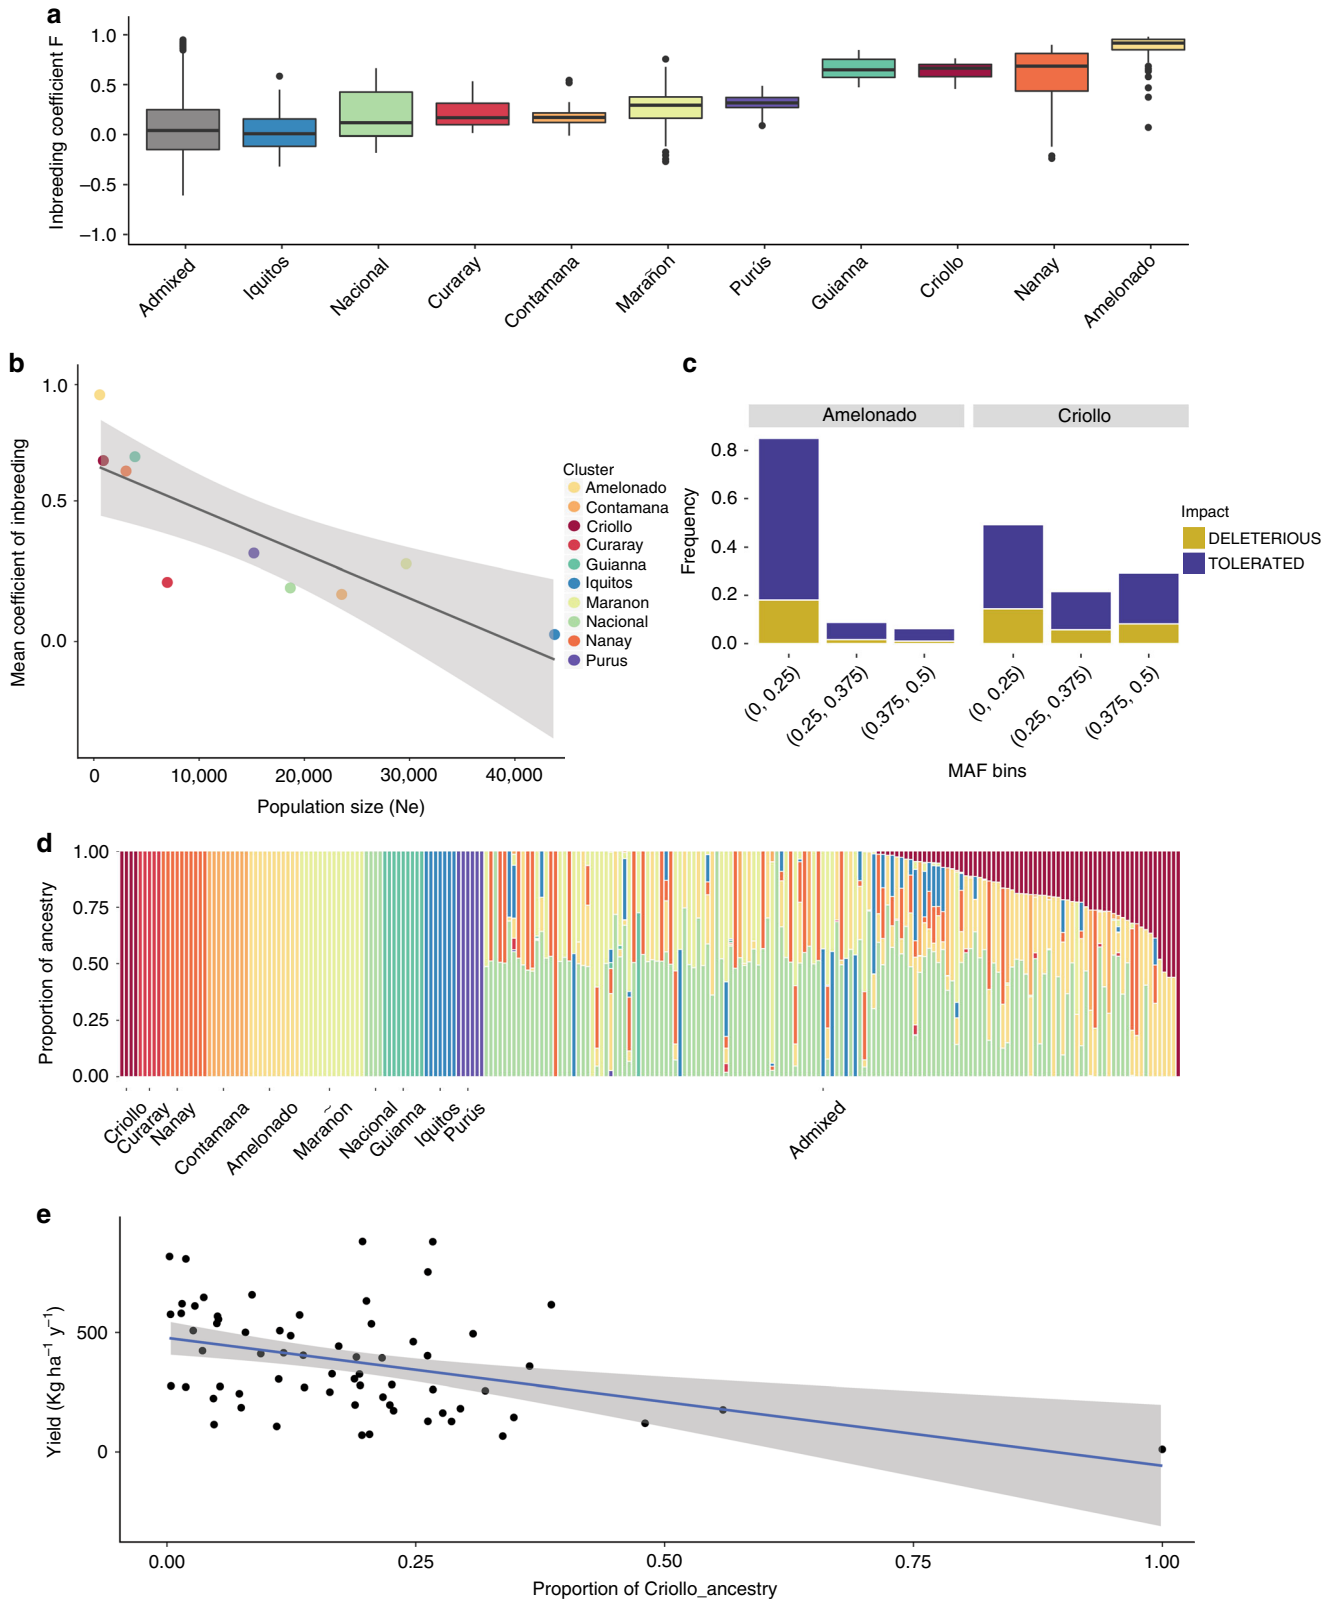 a
Inbreeding coefficient F
1.0
0.5
0.0
–0.5
–1.0
Admixed
Iquitos
Nacional
Curaray
Contamana
Marañon
Purús
Guianna
Criollo
Nanay
Amelonado
b
Mean coefficient of inbreeding
1.0
0.5
0.0
0
10,000
20,000
30,000
40,000
Population size (Ne)
Cluster
Amelonado
Contamana
Criollo
Curaray
Guianna
Iquitos
Maranon
Nacional
Nanay
Purus
c
Amelonado
Criollo
Frequency
0.8
0.6
0.4
0.2
0.0
(0, 0.25)
(0.25, 0.375)
(0.375, 0.5)
(0, 0.25)
(0.25, 0.375)
(0.375, 0.5)
MAF bins
Impact
DELETERIOUS
TOLERATED
d
Proportion of ancestry
1.00
0.75
0.50
0.25
0.00
Criollo
Curaray
Nanay
Contamana
Amelonado
Marañon
Nacional
Guianna
Iquitos
Purús
Admixed
e
Yield (Kg ha⁻¹ y⁻¹)
500
0
0.00
0.25
0.50
0.75
1.00
Proportion of Criollo_ancestry